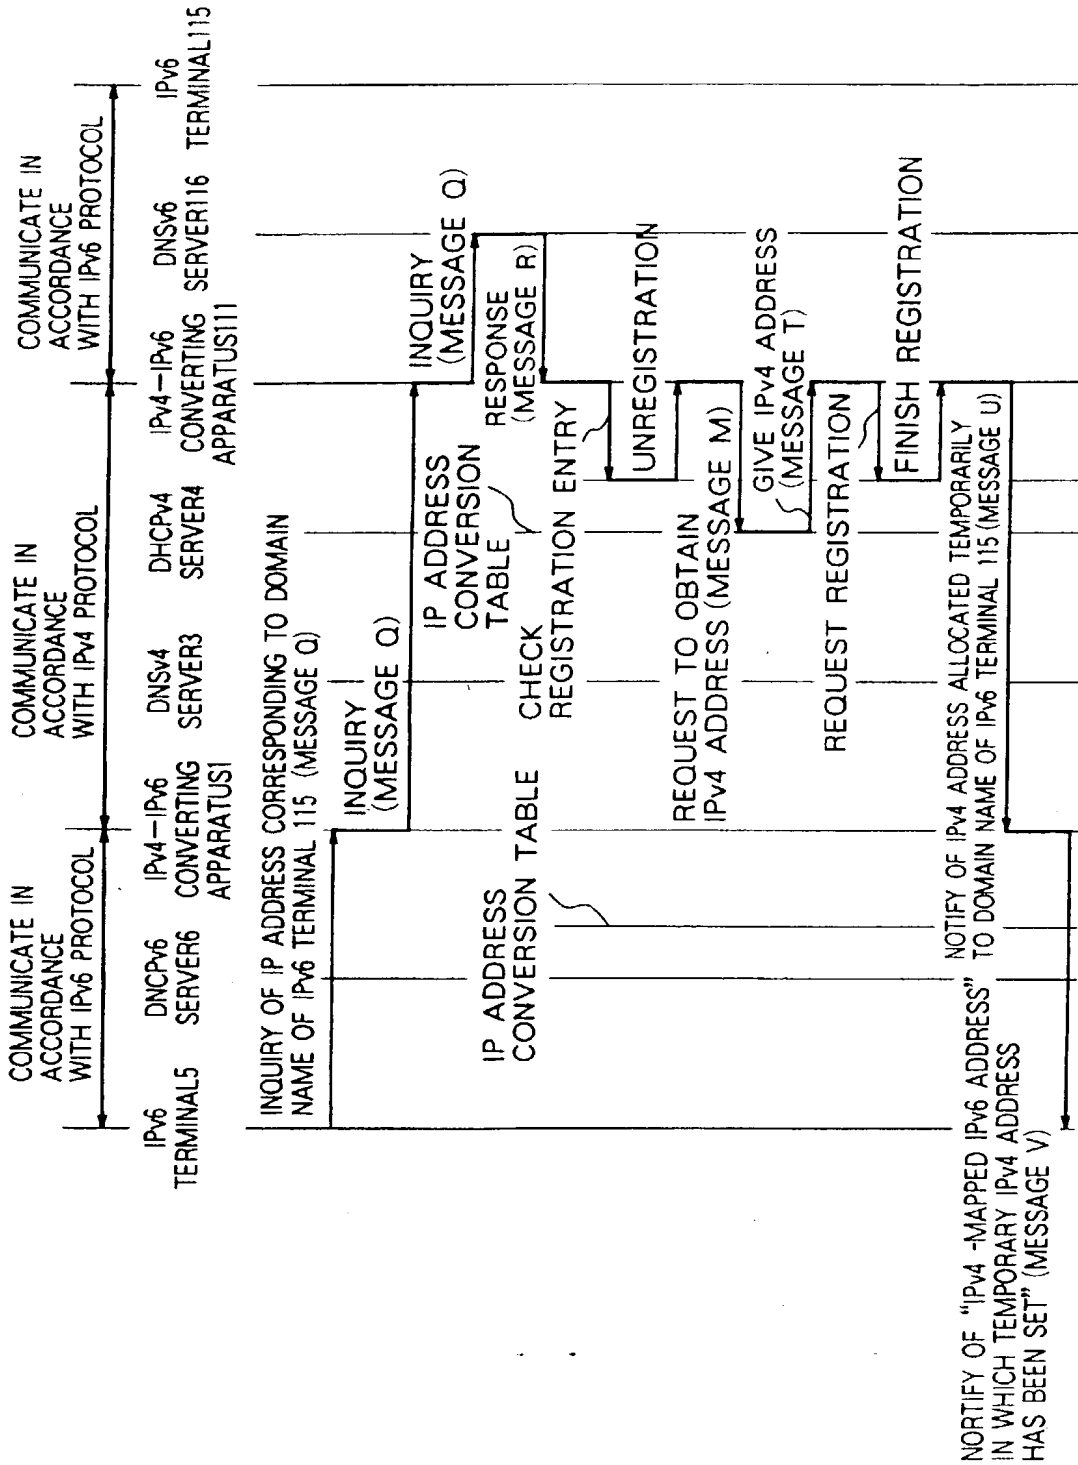 COMMUNICATE IN
ACCORDANCE
WITH IPv6 PROTOCOL
COMMUNICATE IN
ACCORDANCE
WITH IPv4 PROTOCOL
COMMUNICATE IN
ACCORDANCE
WITH IPv6 PROTOCOL
IPv6
TERMINAL5
DNCPv6
SERVER6
IPv4-IPv6
CONVERTING
APPARATUS1
DNSv4
SERVER3
DHCPv4
SERVER4
IPv4-IPv6
CONVERTING
APPARATUS111
DNSv6
SERVER116
IPv6
TERMINAL115
INQUIRY OF IP ADDRESS CORRESPONDING TO DOMAIN
NAME OF IPv6 TERMINAL 115 (MESSAGE Q)
INQUIRY
(MESSAGE Q)
INQUIRY
(MESSAGE Q)
IP ADDRESS
CONVERSION
TABLE
RESPONSE
(MESSAGE R)
IP ADDRESS
CONVERSION TABLE
CHECK
REGISTRATION ENTRY
UNREGISTRATION
REQUEST TO OBTAIN
IPv4 ADDRESS (MESSAGE M)
GIVE IPv4 ADDRESS
(MESSAGE T)
REQUEST REGISTRATION
FINISH REGISTRATION
NOTIFY OF IPv4 ADDRESS ALLOCATED TEMPORARILY
TO DOMAIN NAME OF IPv6 TERMINAL 115 (MESSAGE U)
NORTIFY OF "IPv4 -MAPPED IPv6 ADDRESS"
IN WHICH TEMPORARY IPv4 ADDRESS
HAS BEEN SET" (MESSAGE V)